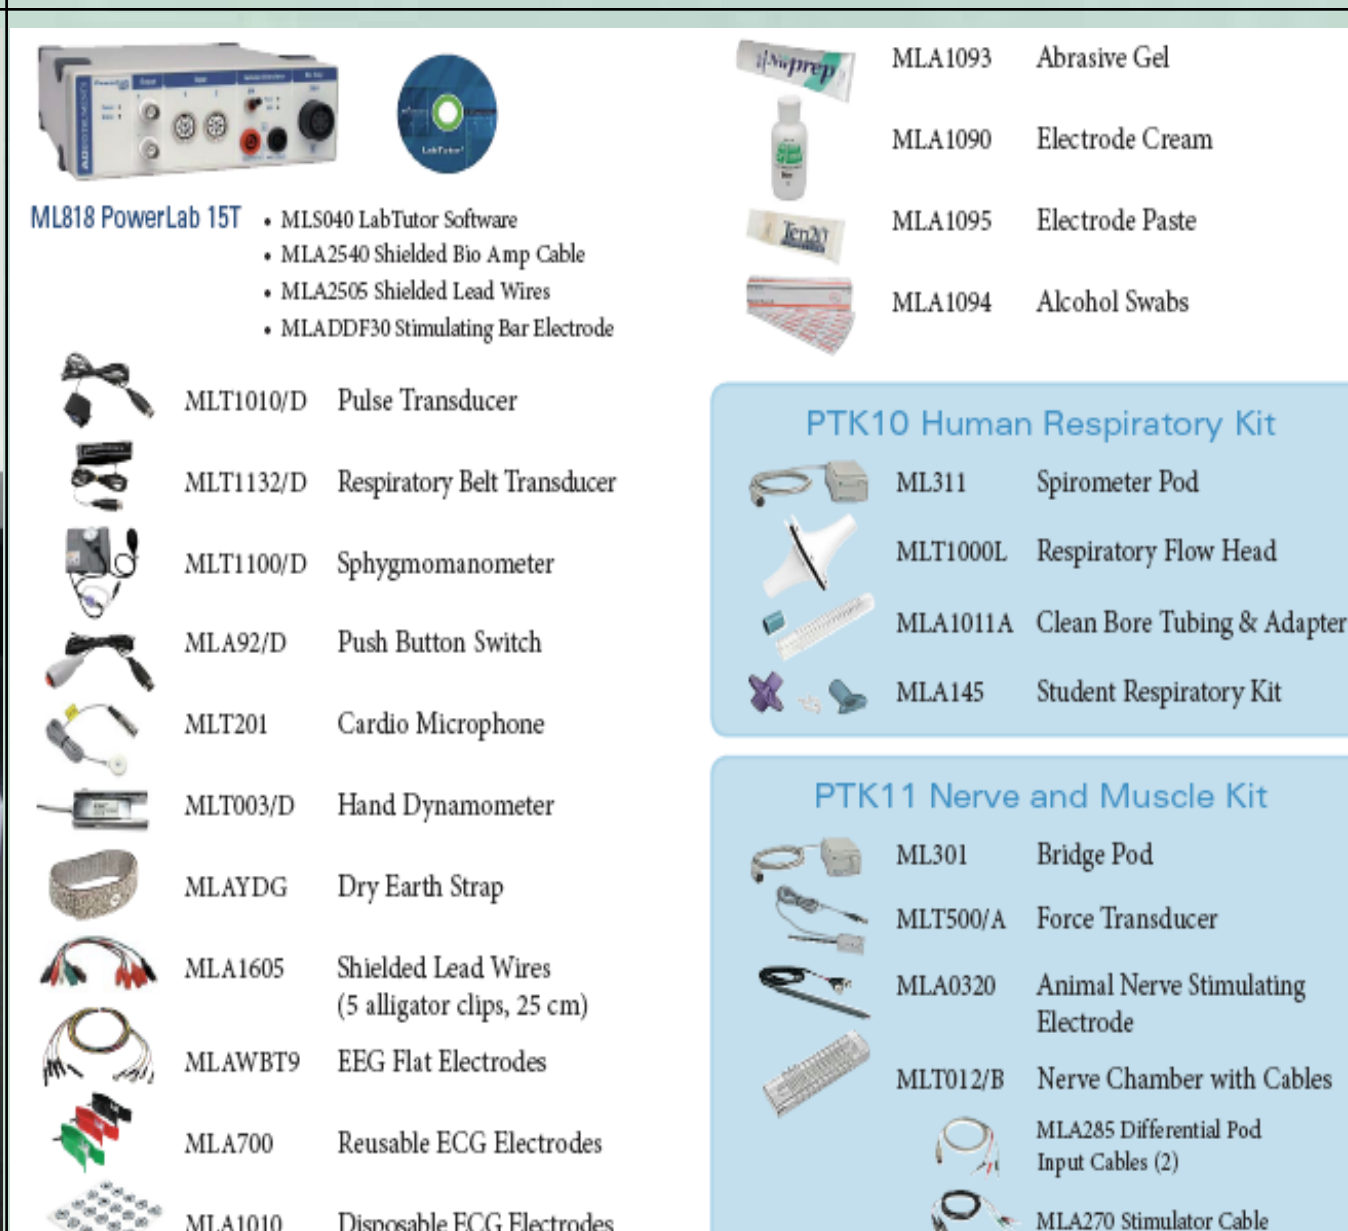 LabTutor
ML818 PowerLab 15T
• MLS040 LabTutor Software
• MLA2540 Shielded Bio Amp Cable
• MLA2505 Shielded Lead Wires
• MLADDF30 Stimulating Bar Electrode
MLT1010/D Pulse Transducer
MLT1132/D Respiratory Belt Transducer
MLT1100/D Sphygmomanometer
MLA92/D Push Button Switch
MLT201 Cardio Microphone
MLT003/D Hand Dynamometer
MLAYDG Dry Earth Strap
MLA1605 Shielded Lead Wires
(5 alligator clips, 25 cm)
MLAWBT9 EEG Flat Electrodes
MLA700 Reusable ECG Electrodes
MLA1010 Disposable ECG Electrodes
MLA1093 Abrasive Gel
MLA1090 Electrode Cream
Ten20
MLA1095 Electrode Paste
MLA1094 Alcohol Swabs
PTK10 Human Respiratory Kit
ML311 Spirometer Pod
MLT1000L Respiratory Flow Head
MLA1011A Clean Bore Tubing & Adapter
MLA145 Student Respiratory Kit
PTK11 Nerve and Muscle Kit
ML301 Bridge Pod
MLT500/A Force Transducer
MLA0320 Animal Nerve Stimulating
Electrode
MLT012/B Nerve Chamber with Cables
MLA285 Differential Pod
Input Cables (2)
MLA270 Stimulator Cable